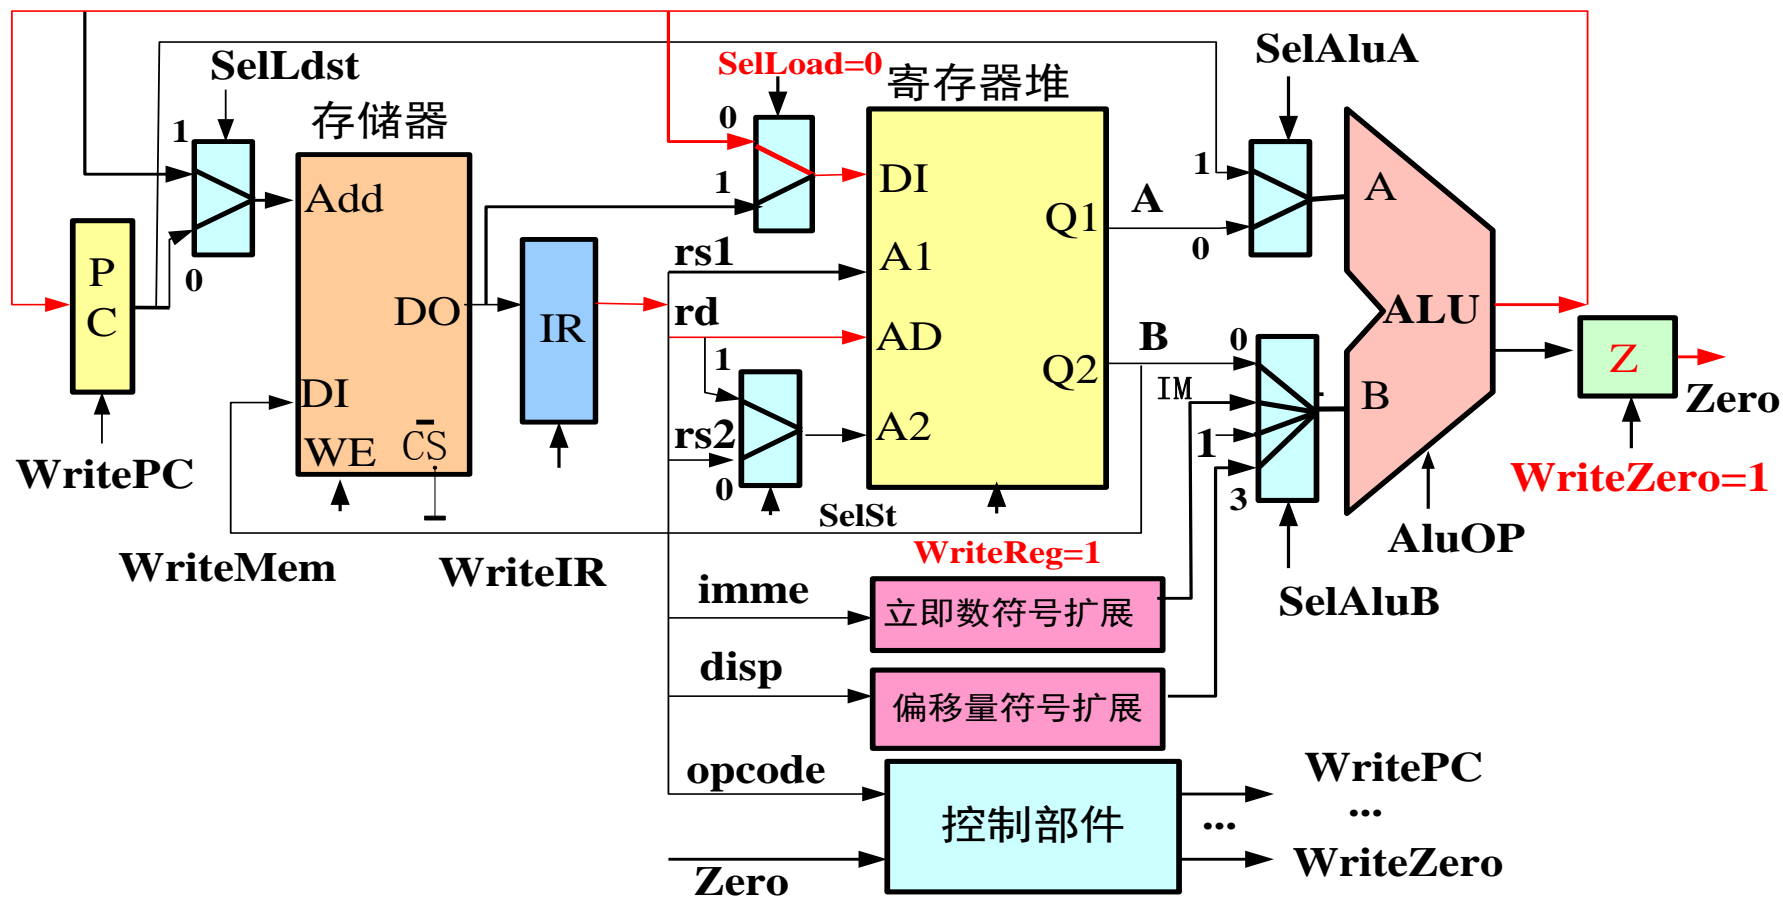 SelLdst
SelLoad=0
寄存器堆
SelAluA
存储器
1
0
1
Add
DI
A
1
A
P
C
0
rs1
A1
Q1
0
DO
IR
rd
AD
B
0
ALU
Z
Zero
DI
1
Q2
IM
B
WE
CS
rs2
A2
1
WritePC
0
SelSt
3
WriteZero=1
WriteMem
WriteIR
WriteReg=1
AluOP
imme
立即数符号扩展
SelAluB
disp
偏移量符号扩展
opcode
控制部件
WritePC
...
...
Zero
WriteZero